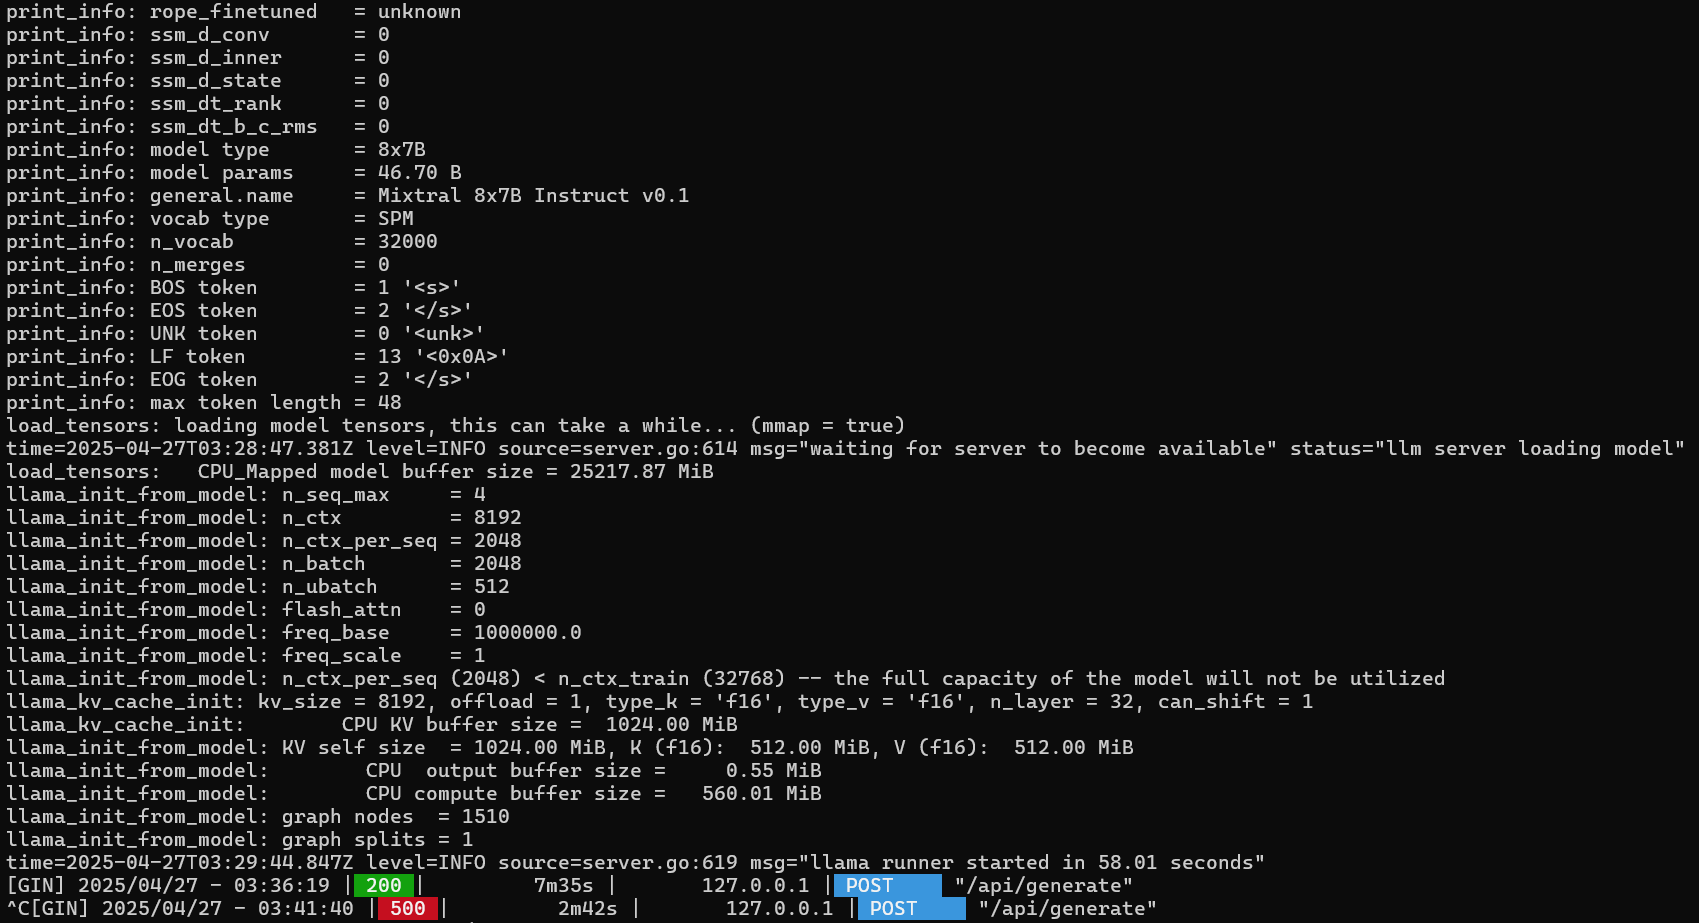 print_info: rope_finetuned   = unknown
print_info: ssm_d_conv       = 0
print_info: ssm_d_inner      = 0
print_info: ssm_d_state      = 0
print_info: ssm_dt_rank      = 0
print_info: ssm_dt_b_c_rms   = 0
print_info: model type       = 8x7B
print_info: model params     = 46.70 B
print_info: general.name     = Mixtral 8x7B Instruct v0.1
print_info: vocab type       = SPM
print_info: n_vocab          = 32000
print_info: n_merges         = 0
print_info: BOS token        = 1 '<s>'
print_info: EOS token        = 2 '</s>'
print_info: UNK token        = 0 '<unk>'
print_info: LF token         = 13 '<0x0A>'
print_info: EOG token        = 2 '</s>'
print_info: max token length = 48
load_tensors: loading model tensors, this can take a while... (mmap = true)
time=2025-04-27T03:28:47.381Z level=INFO source=server.go:614 msg="waiting for server to become available" status="llm server loading model"
load_tensors:   CPU_Mapped model buffer size = 25217.87 MiB
llama_init_from_model: n_seq_max     = 4
llama_init_from_model: n_ctx         = 8192
llama_init_from_model: n_ctx_per_seq = 2048
llama_init_from_model: n_batch       = 2048
llama_init_from_model: n_ubatch      = 512
llama_init_from_model: flash_attn    = 0
llama_init_from_model: freq_base     = 1000000.0
llama_init_from_model: freq_scale    = 1
llama_init_from_model: n_ctx_per_seq (2048) < n_ctx_train (32768) -- the full capacity of the model will not be utilized
llama_kv_cache_init: kv_size = 8192, offload = 1, type_k = 'f16', type_v = 'f16', n_layer = 32, can_shift = 1
llama_kv_cache_init:        CPU KV buffer size =  1024.00 MiB
llama_init_from_model: KV self size  = 1024.00 MiB, K (f16):  512.00 MiB, V (f16):  512.00 MiB
llama_init_from_model:        CPU  output buffer size =     0.55 MiB
llama_init_from_model:        CPU compute buffer size =   560.01 MiB
llama_init_from_model: graph nodes  = 1510
llama_init_from_model: graph splits = 1
time=2025-04-27T03:29:44.847Z level=INFO source=server.go:619 msg="llama runner started in 58.01 seconds"
[GIN] 2025/04/27 - 03:36:19 | 200 |         7m35s |       127.0.0.1 | POST     "/api/generate"
^C[GIN] 2025/04/27 - 03:41:40 | 500 |         2m42s |       127.0.0.1 | POST     "/api/generate"